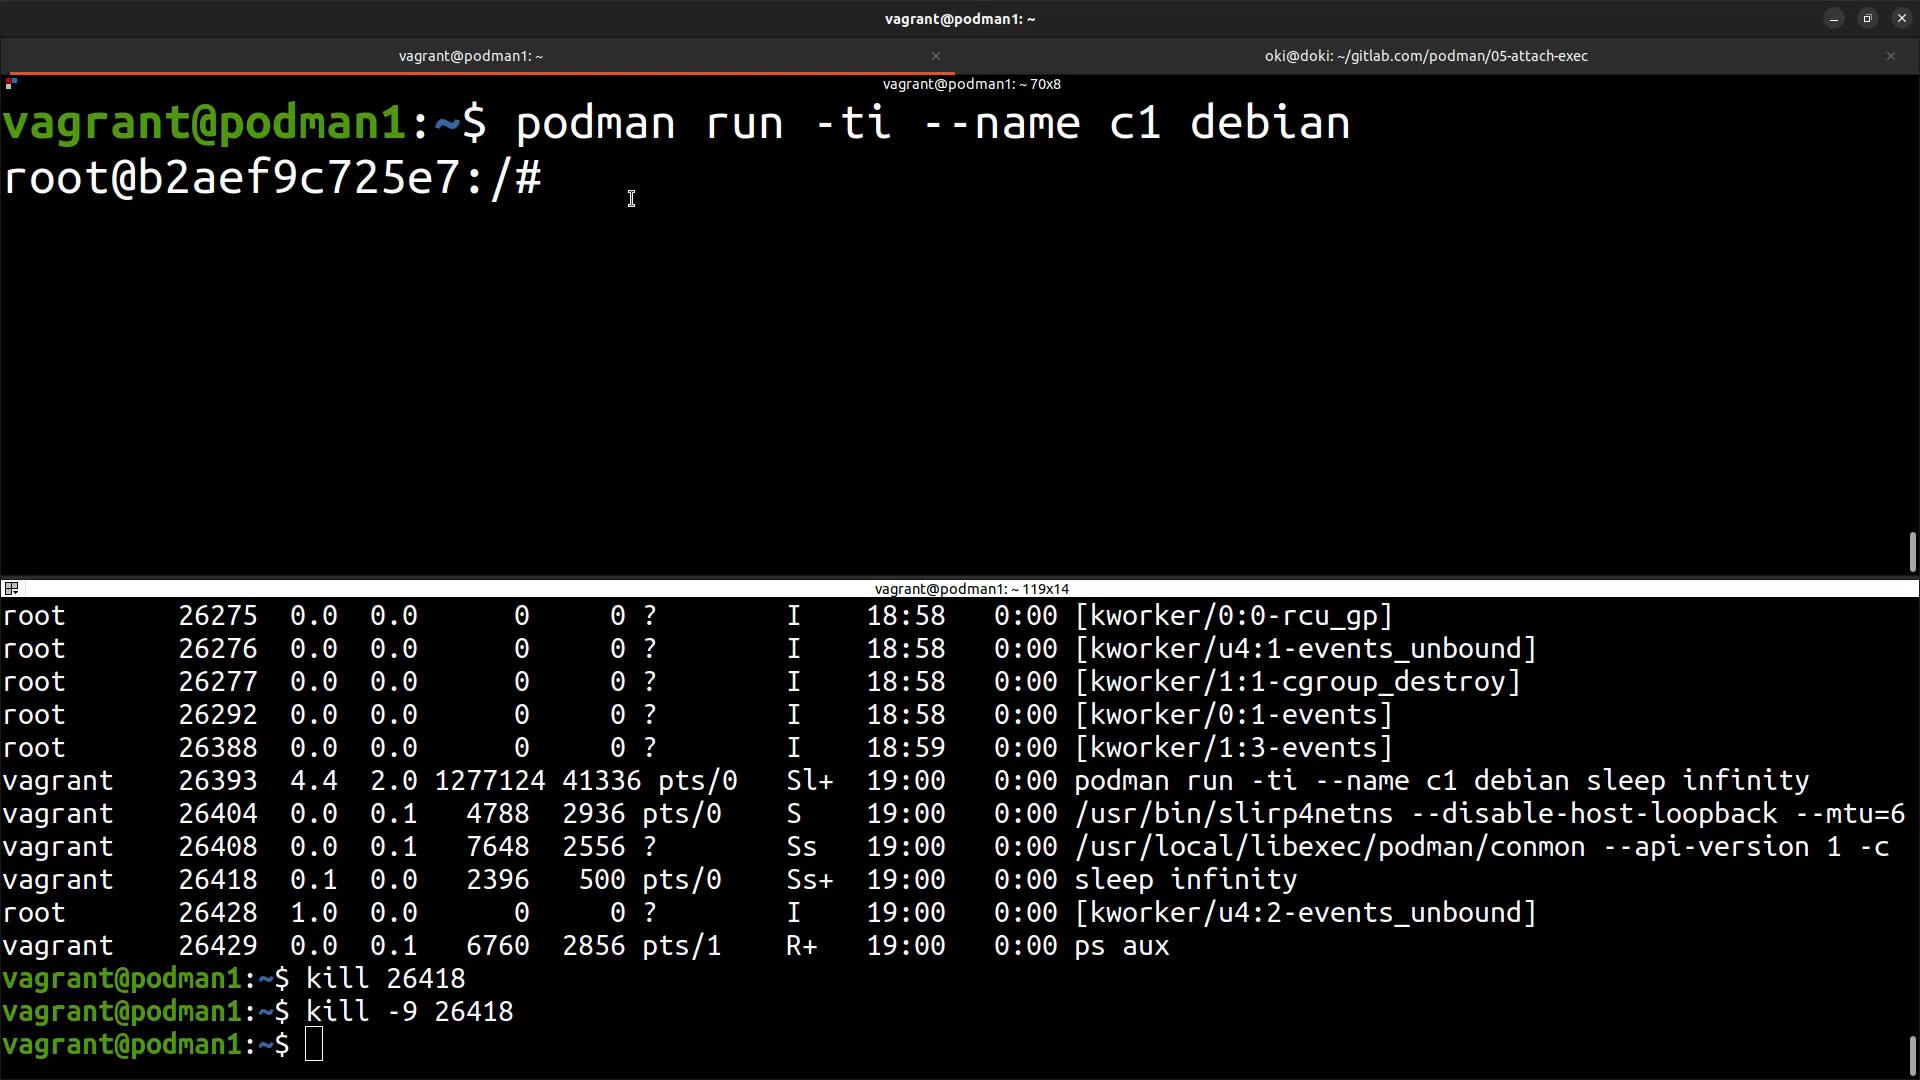 vagrant@podman1: ~
vagrant@podman1: ~
oki@doki: ~/gitlab.com/podman/05-attach-exec
vagrant@podman1: ~ 70x8
vagrant@podman1:~$ podman run -ti --name c1 debian
root@b2aef9c725e7:/#
vagrant@podman1: ~ 119x14
root       26275  0.0  0.0      0     0 ?        I    18:58   0:00 [kworker/0:0-rcu_gp]
root       26276  0.0  0.0      0     0 ?        I    18:58   0:00 [kworker/u4:1-events_unbound]
root       26277  0.0  0.0      0     0 ?        I    18:58   0:00 [kworker/1:1-cgroup_destroy]
root       26292  0.0  0.0      0     0 ?        I    18:58   0:00 [kworker/0:1-events]
root       26388  0.0  0.0      0     0 ?        I    18:59   0:00 [kworker/1:3-events]
vagrant    26393  4.4  2.0 1277124 41336 pts/0   Sl+  19:00   0:00 podman run -ti --name c1 debian sleep infinity
vagrant    26404  0.0  0.1   4788  2936 pts/0    S    19:00   0:00 /usr/bin/slirp4netns --disable-host-loopback --mtu=6
vagrant    26408  0.0  0.1   7648  2556 ?        Ss   19:00   0:00 /usr/local/libexec/podman/conmon --api-version 1 -c
vagrant    26418  0.1  0.0   2396   500 pts/0    Ss+  19:00   0:00 sleep infinity
root       26428  1.0  0.0      0     0 ?        I    19:00   0:00 [kworker/u4:2-events_unbound]
vagrant    26429  0.0  0.1   6760  2856 pts/1    R+   19:00   0:00 ps aux
vagrant@podman1:~$ kill 26418
vagrant@podman1:~$ kill -9 26418
vagrant@podman1:~$